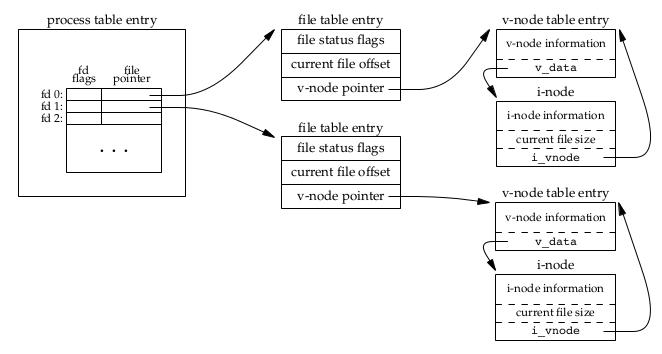 process table entry
fd
flags
file
pointer
fd 0:
fd 1:
fd 2:
. . .
file table entry
file status flags
current file offset
v-node pointer
file table entry
file status flags
current file offset
v-node pointer
v-node table entry
v-node information
v_data
i-node
i-node information
current file size
i_vnode
v-node table entry
v-node information
v_data
i-node
i-node information
current file size
i_vnode